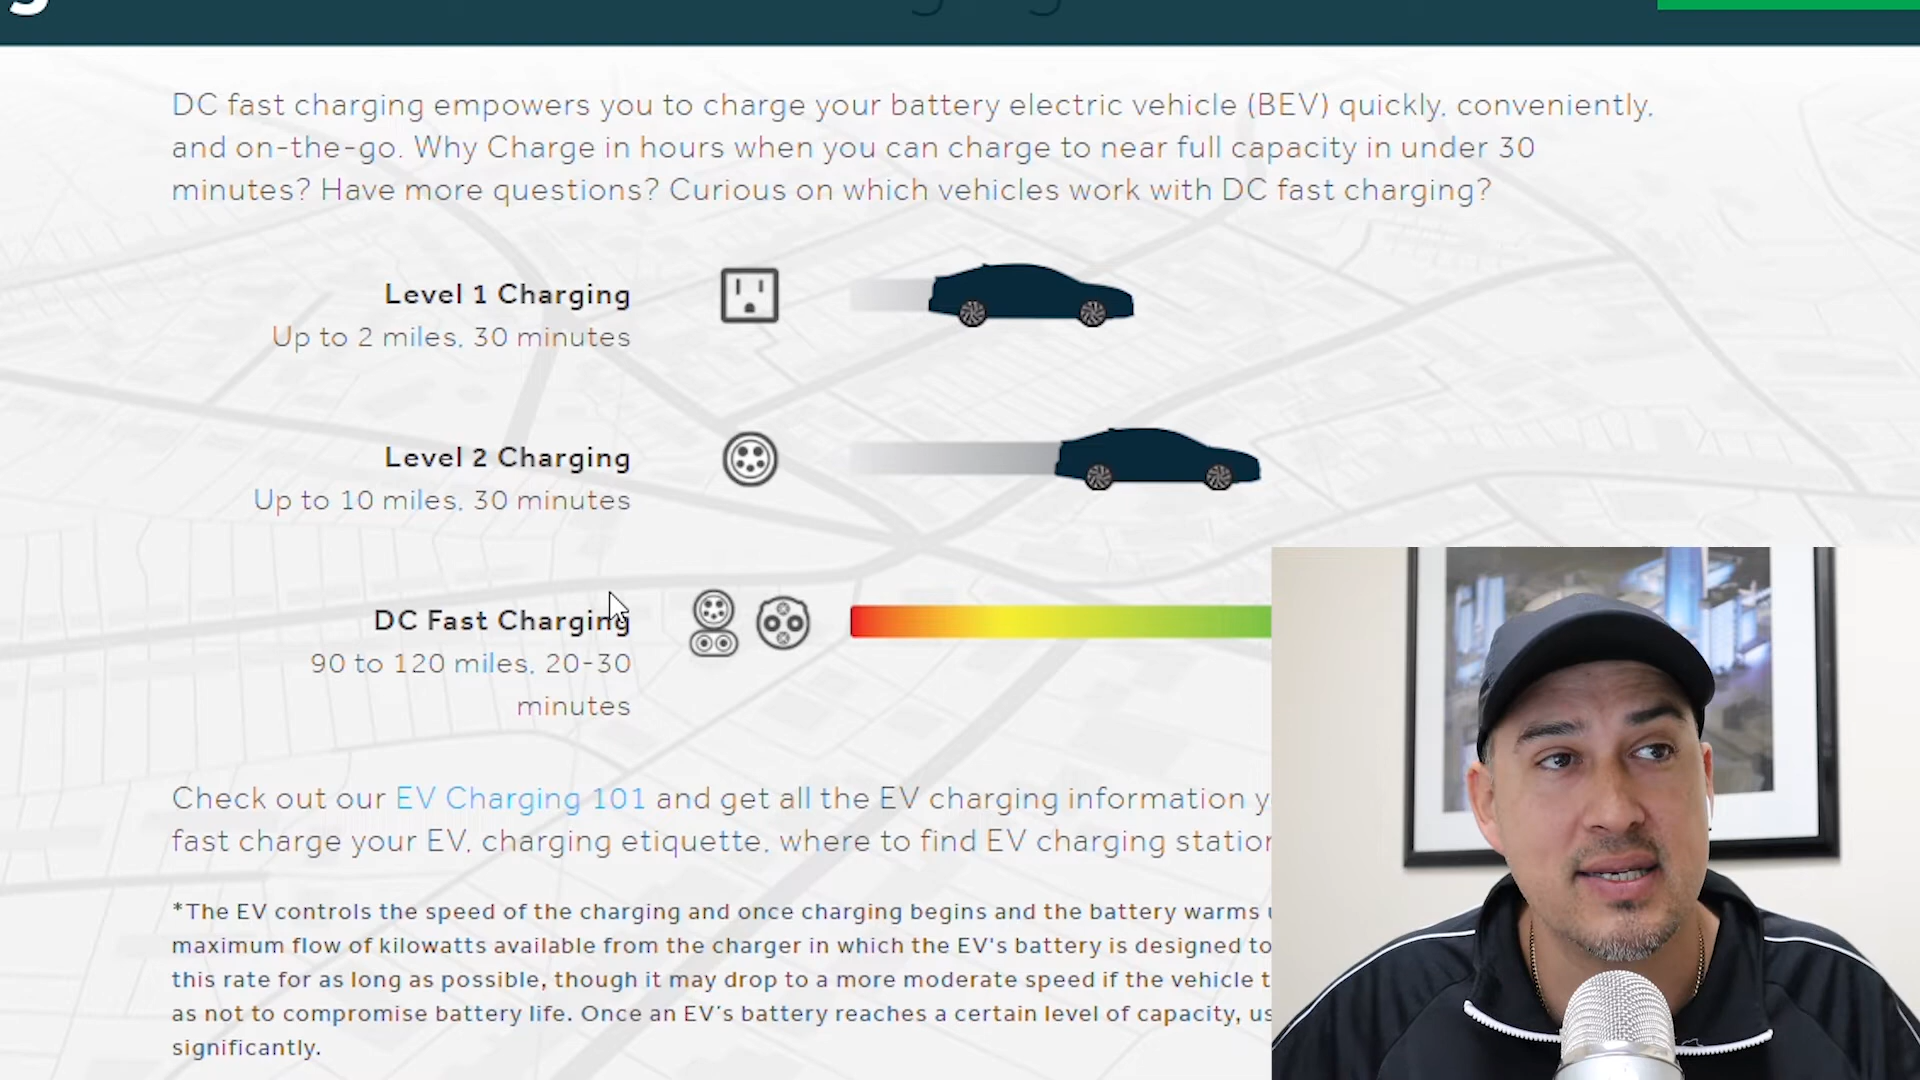 DC fast charging empowers you to charge your battery electric vehicle (BEV) quickly, conveniently,
and on-the-go. Why Charge in hours when you can charge to near full capacity in under 30
minutes? Have more questions? Curious on which vehicles work with DC fast charging?
Level 1 Charging
Up to 2 miles, 30 minutes
Level 2 Charging
Up to 10 miles, 30 minutes
DC Fast Charging
90 to 120 miles, 20-30
minutes
Check out our EV Charging 101 and get all the EV charging information
fast charge your EV, charging etiquette, where to find EV charging
*The EV controls the speed of the charging and once charging begins and the battery warms
maximum flow of kilowatts available from the charger in which the EV's battery is designed to
this rate for as long as possible, though it may drop to a more moderate speed if the vehicle
as not to compromise battery life. Once an EV's battery reaches a certain level of capacity,
significantly.